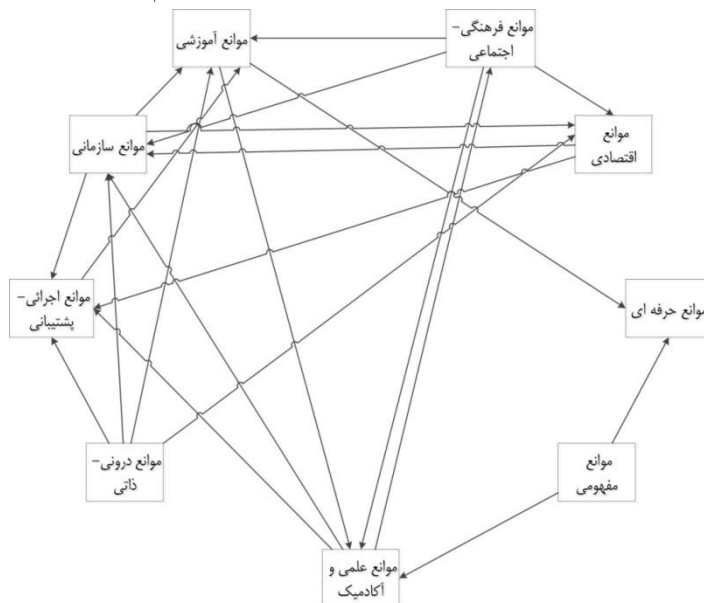 موانع فرهنگی-
اجتماعی
موانع آموزشی
موانع
اقتصادی
موانع سازمانی
موانع حرفه ای
موانع اجرائی-
پشتیبانی
موانع
مفهومی
موانع درونی-
ذاتی
موانع علمی و
آکادمیک